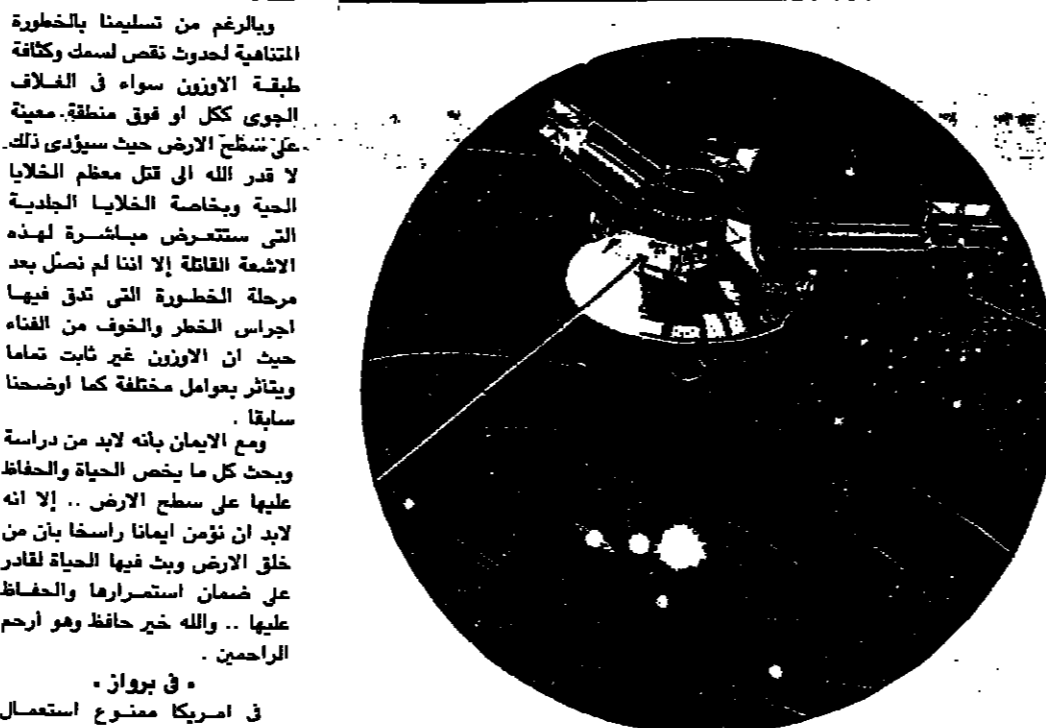 وبالرغم من تسليمنا بالخطورة
المتناهية لحدوث نقص لسمك وكثافة
طبقة الاوزون سواء فى الغلاف
الجوى ككل او فوق منطقة معينة
على سطح الارض حيث سيؤدى ذلك
لا قدر الله الى قتل معظم الخلايا
الحية وبخاصة الخلايا الجلدية
التى ستتعرض مباشرة لهذه
الاشعة القاتلة إلا اننا لم نصل بعد
مرحلة الخطورة التى تدق فيها
اجراس الخطر والخوف من الفناء
حيث ان الاوزون غير ثابت تماما
ويتأثر بعوامل مختلفة كما اوضحنا
سابقا .
ومع الايمان بأنه لابد من دراسة
وبحث كل ما يخص الحياة والحفاظ
عليها على سطح الارض .. إلا انه
لابد ان نؤمن ايمانا راسخا بأن من
خلق الارض وبث فيها الحياة لقادر
على ضمان استمرارها والحفاظ
عليها .. والله خير حافظ وهو أرحم
الراحمين .
• فى برواز •
فى امريكا ممنوع استعمال